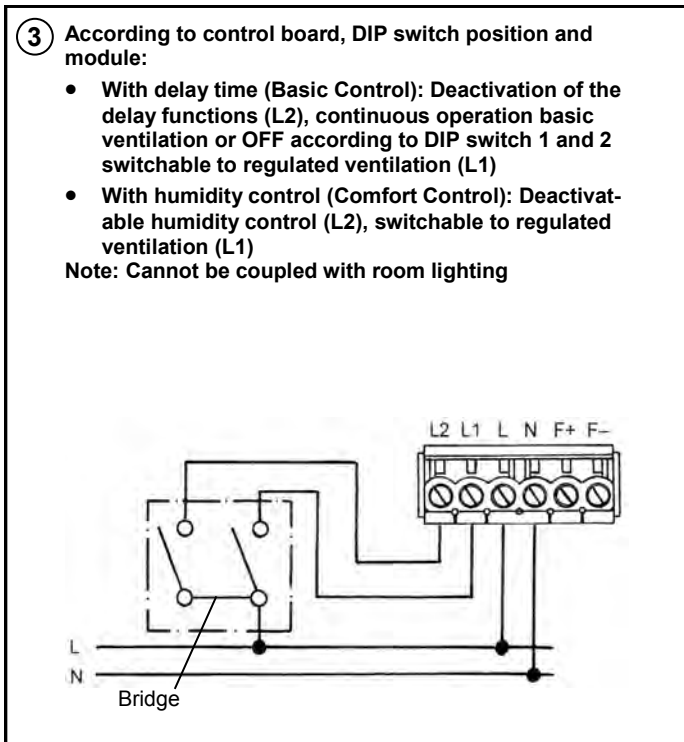 3 According to control board, DIP switch position and
module:
• With delay time (Basic Control): Deactivation of the
delay functions (L2), continuous operation basic
ventilation or OFF according to DIP switch 1 and 2
switchable to regulated ventilation (L1)
• With humidity control (Comfort Control): Deactivat-
able humidity control (L2), switchable to regulated
ventilation (L1)
Note: Cannot be coupled with room lighting
L2 L1 L N F+ F–
L
N
Bridge